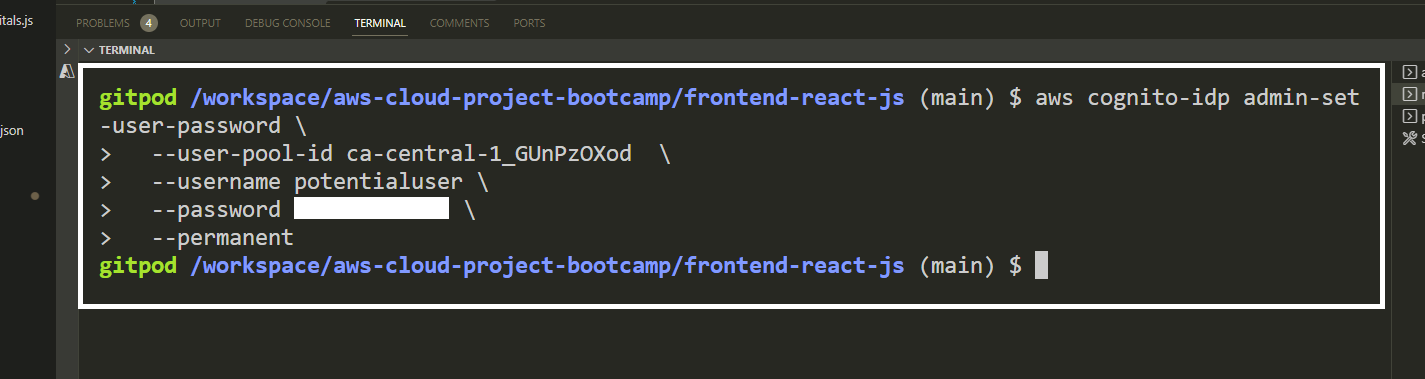 itals.js
PROBLEMS 4 OUTPUT DEBUG CONSOLE TERMINAL COMMENTS PORTS
TERMINAL
gitpod /workspace/aws-cloud-project-bootcamp/frontend-react-js (main) $ aws cognito-idp admin-set
-user-password \
>   --user-pool-id ca-central-1_GUnPzOXod  \
>   --username potentialuser \
json
>   --password \
>   --permanent
gitpod /workspace/aws-cloud-project-bootcamp/frontend-react-js (main) $